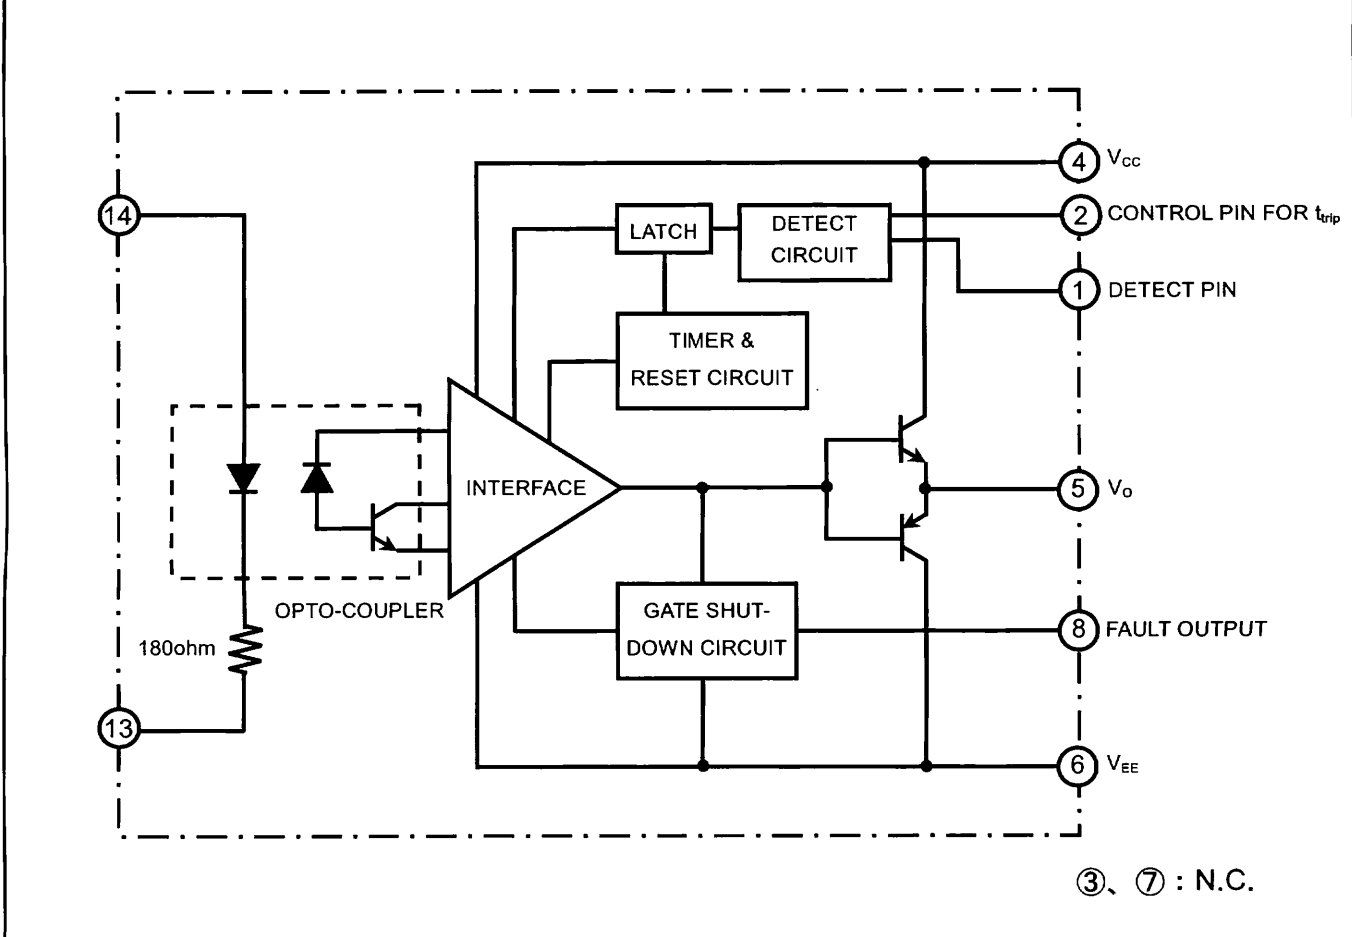 ④ VCC
⑭
② CONTROL PIN FOR ttrip
LATCH
DETECT
CIRCUIT
① DETECT PIN
TIMER &
RESET CIRCUIT
INTERFACE
⑤ VO
OPTO-COUPLER
GATE SHUT-
DOWN CIRCUIT
⑧ FAULT OUTPUT
180ohm
⑬
⑥ VEE
③、⑦ : N.C.